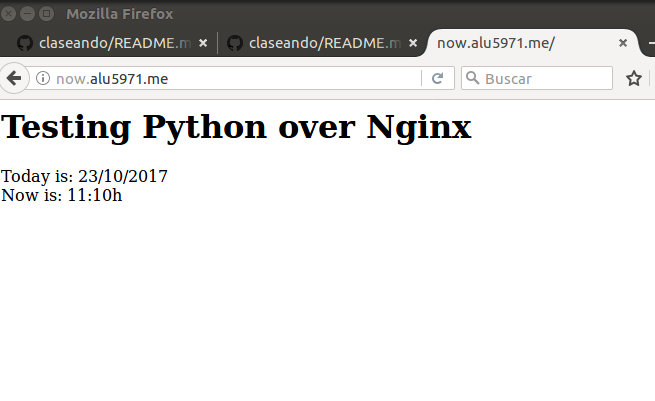 Mozilla Firefox
claseando/README.m
claseando/README.m
now.alu5971.me/
now.alu5971.me
Buscar
Testing Python over Nginx
Today is: 23/10/2017
Now is: 11:10h